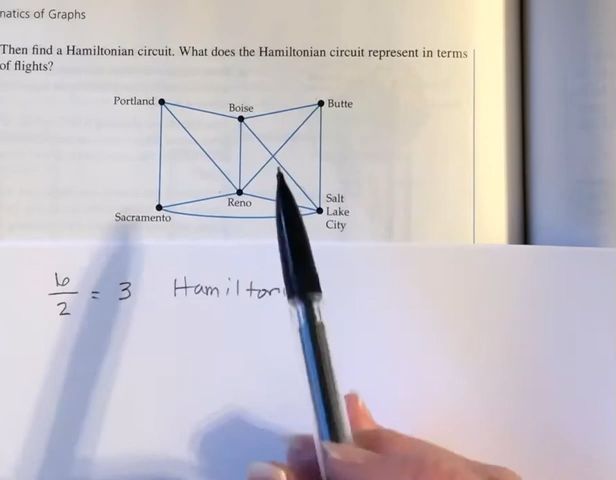 natics of Graphs
Then find a Hamiltonian circuit. What does the Hamiltonian circuit represent in terms
of flights?
Portland
Boise
Butte
Reno
Salt
Lake
City
Sacramento
6/2 = 3 Hamiltoni